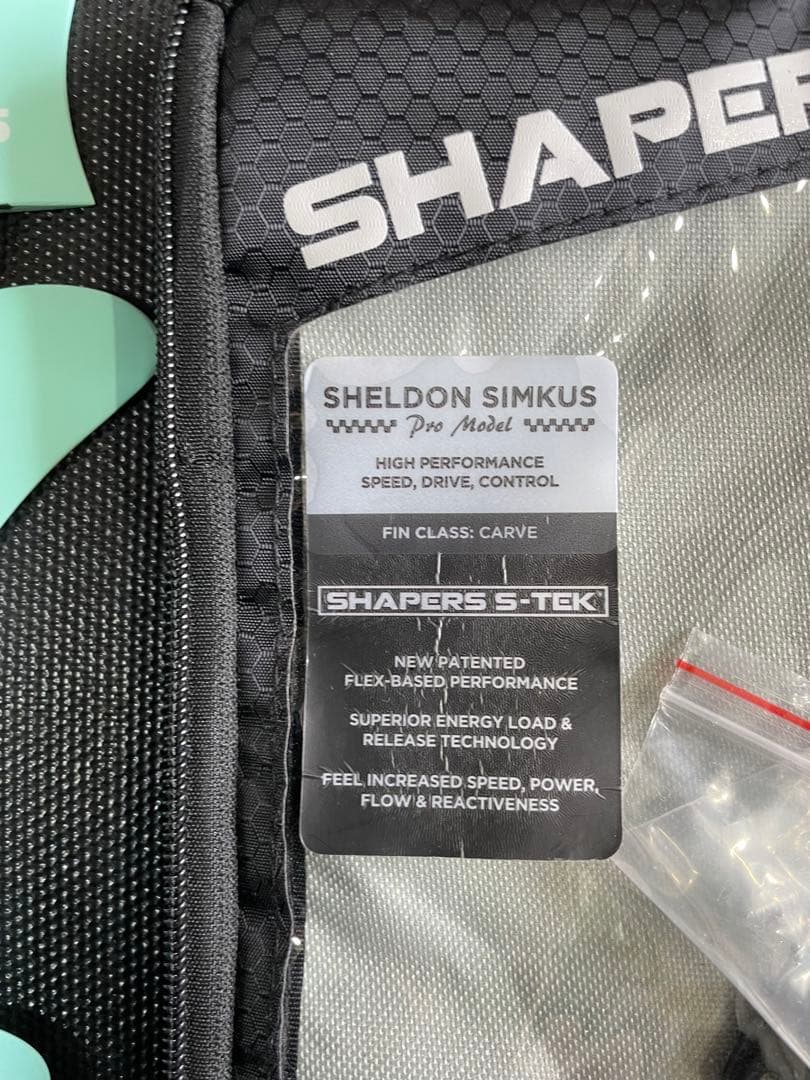 SHAPER
SHELDON SIMKUS
Pro Model
HIGH PERFORMANCE
SPEED, DRIVE, CONTROL
FIN CLASS: CARVE
SHAPERS S-TEK
NEW PATENTED
FLEX-BASED PERFORMANCE
SUPERIOR ENERGY LOAD &
RELEASE TECHNOLOGY
FEEL INCREASED SPEED, POWER,
FLOW & REACTIVENESS